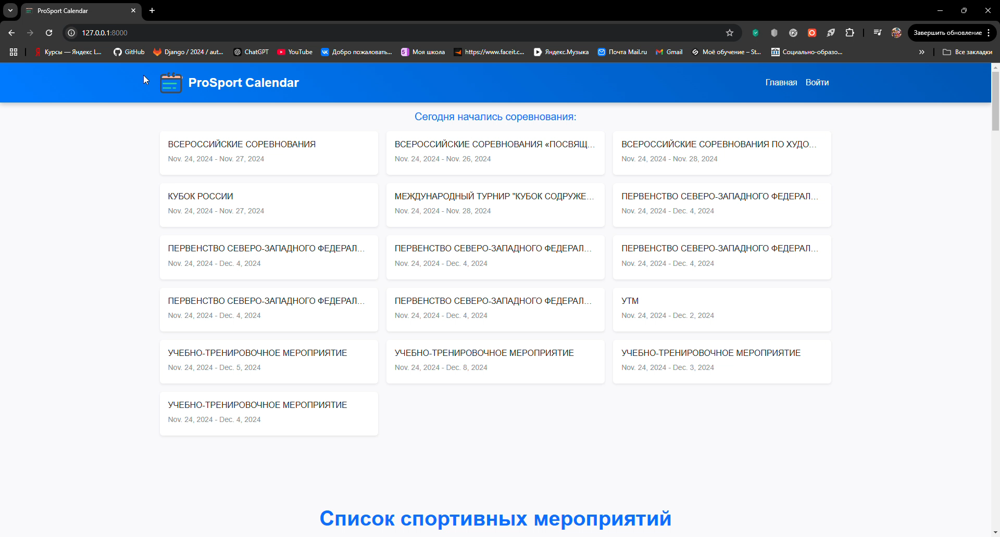 ProSport Calendar
127.0.0.1:8000
Завершить обновление
Курсы — Яндекс L...
GitHub
Django / 2024 / aut...
ChatGPT
YouTube
Добро пожаловать...
Моя школа
https://www.faceit.c...
Яндекс.Музыка
Почта Mail.ru
Gmail
Моё обучение – St...
Социально-образо...
Все закладки
ProSport Calendar
Главная
Войти
Сегодня начались соревнования:
ВСЕРОССИЙСКИЕ СОРЕВНОВАНИЯ
Nov. 24, 2024 - Nov. 27, 2024
ВСЕРОССИЙСКИЕ СОРЕВНОВАНИЯ «ПОСВЯЩ...
Nov. 24, 2024 - Nov. 26, 2024
ВСЕРОССИЙСКИЕ СОРЕВНОВАНИЯ ПО ХУДО...
Nov. 24, 2024 - Nov. 28, 2024
КУБОК РОССИИ
Nov. 24, 2024 - Nov. 27, 2024
МЕЖДУНАРОДНЫЙ ТУРНИР "КУБОК СОДРУЖЕ...
Nov. 24, 2024 - Nov. 28, 2024
ПЕРВЕНСТВО СЕВЕРО-ЗАПАДНОГО ФЕДЕРАЛ...
Nov. 24, 2024 - Dec. 4, 2024
ПЕРВЕНСТВО СЕВЕРО-ЗАПАДНОГО ФЕДЕРАЛ...
Nov. 24, 2024 - Dec. 4, 2024
ПЕРВЕНСТВО СЕВЕРО-ЗАПАДНОГО ФЕДЕРАЛ...
Nov. 24, 2024 - Dec. 4, 2024
ПЕРВЕНСТВО СЕВЕРО-ЗАПАДНОГО ФЕДЕРАЛ...
Nov. 24, 2024 - Dec. 4, 2024
ПЕРВЕНСТВО СЕВЕРО-ЗАПАДНОГО ФЕДЕРАЛ...
Nov. 24, 2024 - Dec. 4, 2024
ПЕРВЕНСТВО СЕВЕРО-ЗАПАДНОГО ФЕДЕРАЛ...
Nov. 24, 2024 - Dec. 4, 2024
УТМ
Nov. 24, 2024 - Dec. 2, 2024
УЧЕБНО-ТРЕНИРОВОЧНОЕ МЕРОПРИЯТИЕ
Nov. 24, 2024 - Dec. 5, 2024
УЧЕБНО-ТРЕНИРОВОЧНОЕ МЕРОПРИЯТИЕ
Nov. 24, 2024 - Dec. 8, 2024
УЧЕБНО-ТРЕНИРОВОЧНОЕ МЕРОПРИЯТИЕ
Nov. 24, 2024 - Dec. 3, 2024
УЧЕБНО-ТРЕНИРОВОЧНОЕ МЕРОПРИЯТИЕ
Nov. 24, 2024 - Dec. 4, 2024
Список спортивных мероприятий